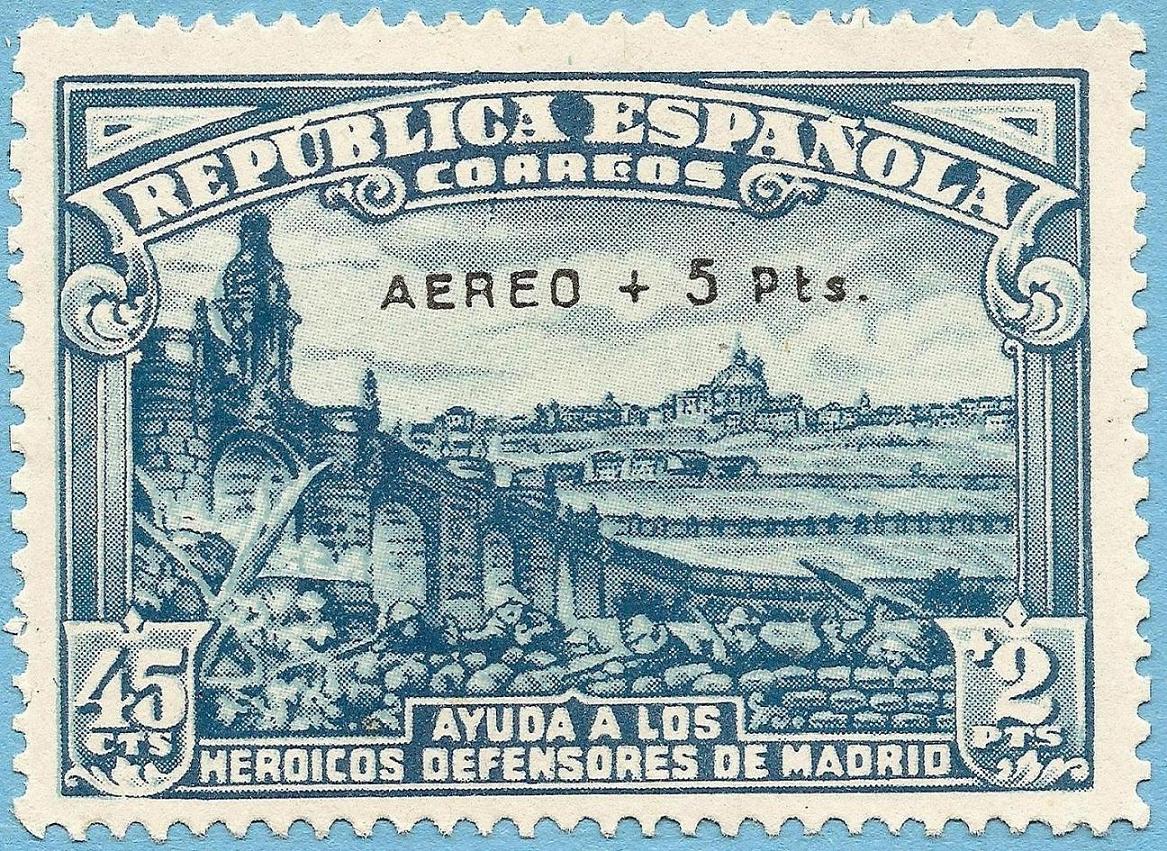 REPÚBLICA ESPAÑOLA
CORREOS
AEREO + 5 Pts.
45
CTS
+2
PTS
AYUDA A LOS
HEROICOS DEFENSORES DE MADRID